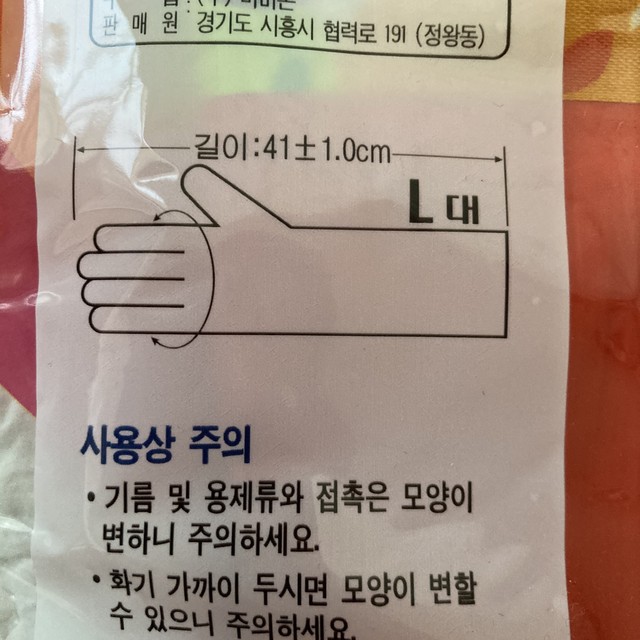 판 매 원 : 경기도 시흥시 협력로 191 (정왕동)
길이:41±1.0cm
L 대
사용상 주의
• 기름 및 용제류와 접촉은 모양이
변하니 주의하세요.
• 화기 가까이 두시면 모양이 변할
수 있으니 주의하세요.